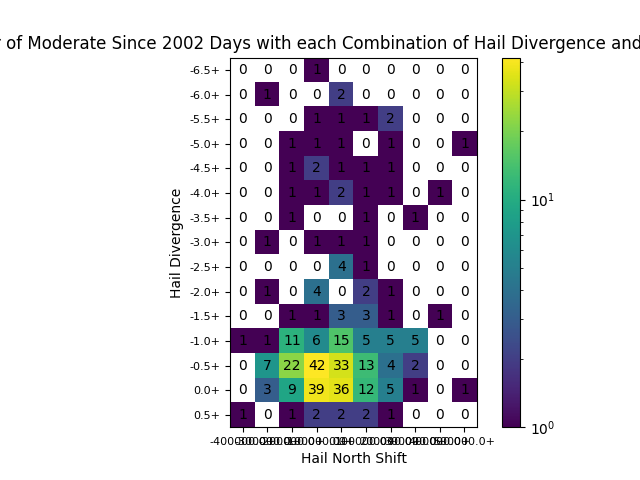 of Moderate Since 2002 Days with each Combination of Hail Divergence and
-6.5+ 0 0 0 1 0 0 0 0 0 0
-6.0+ 0 1 0 0 2 0 0 0 0 0
-5.5+ 0 0 0 1 1 1 2 0 0 0
-5.0+ 0 0 1 1 1 0 1 0 0 1
-4.5+ 0 0 1 2 1 1 1 0 0 0
-4.0+ 0 0 1 1 2 1 1 0 1 0
-3.5+ 0 0 1 0 0 1 0 1 0 0
-3.0+ 0 1 0 1 1 1 0 0 0 0
-2.5+ 0 0 0 0 4 1 0 0 0 0
-2.0+ 0 1 0 4 0 2 1 0 0 0
-1.5+ 0 0 1 1 3 3 1 0 1 0
-1.0+ 1 1 11 6 15 5 5 5 0 0
-0.5+ 0 7 22 42 33 13 4 2 0 0
0.0+ 0 3 9 39 36 12 5 1 0 1
0.5+ 1 0 1 2 2 2 1 0 0 0
Hail North Shift
Hail Divergence
10^1
10^0